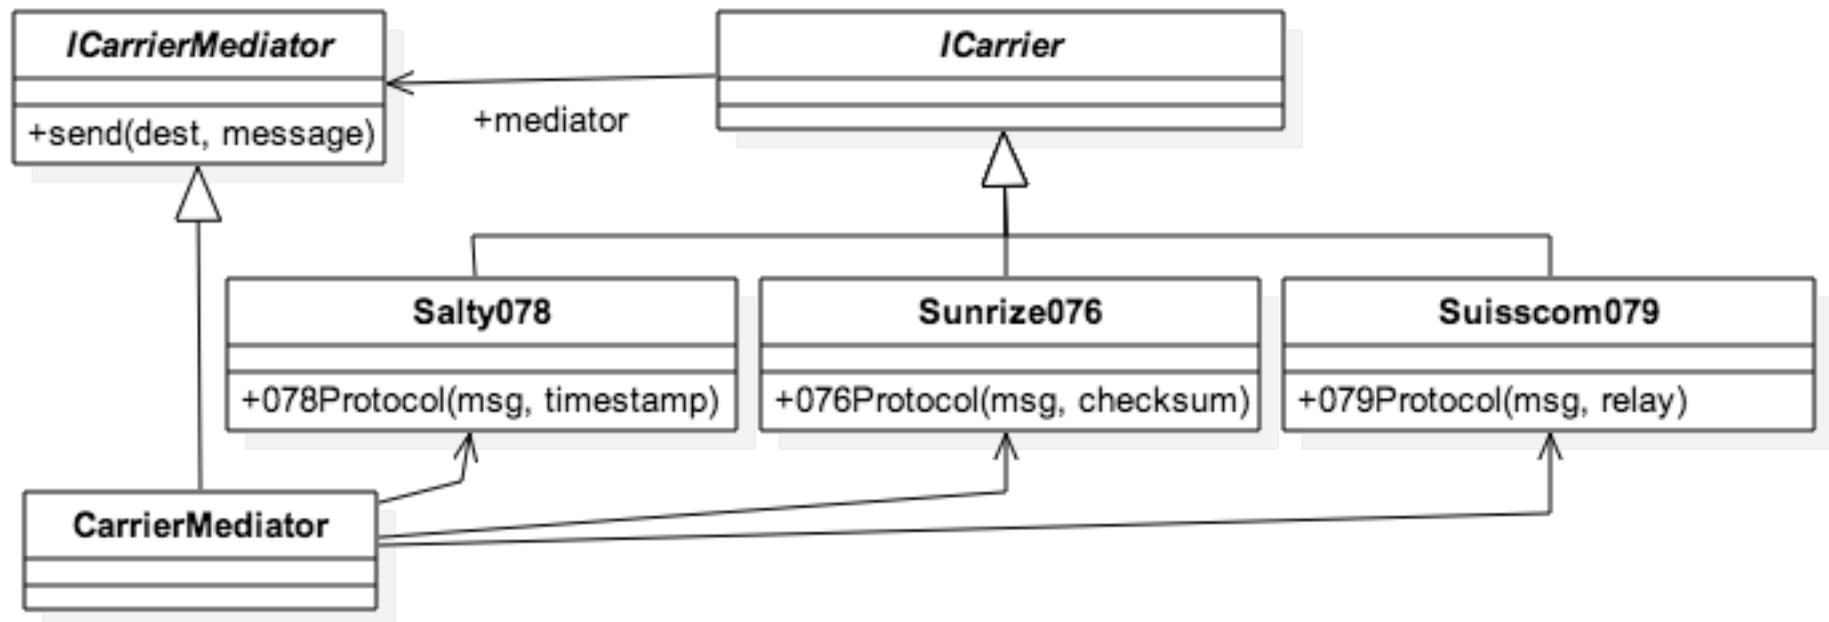 ICarrierMediator
+send(dest, message)
+mediator
ICarrier
Salty078
+078Protocol(msg, timestamp)
Sunrize076
+076Protocol(msg, checksum)
Suisscom079
+079Protocol(msg, relay)
CarrierMediator